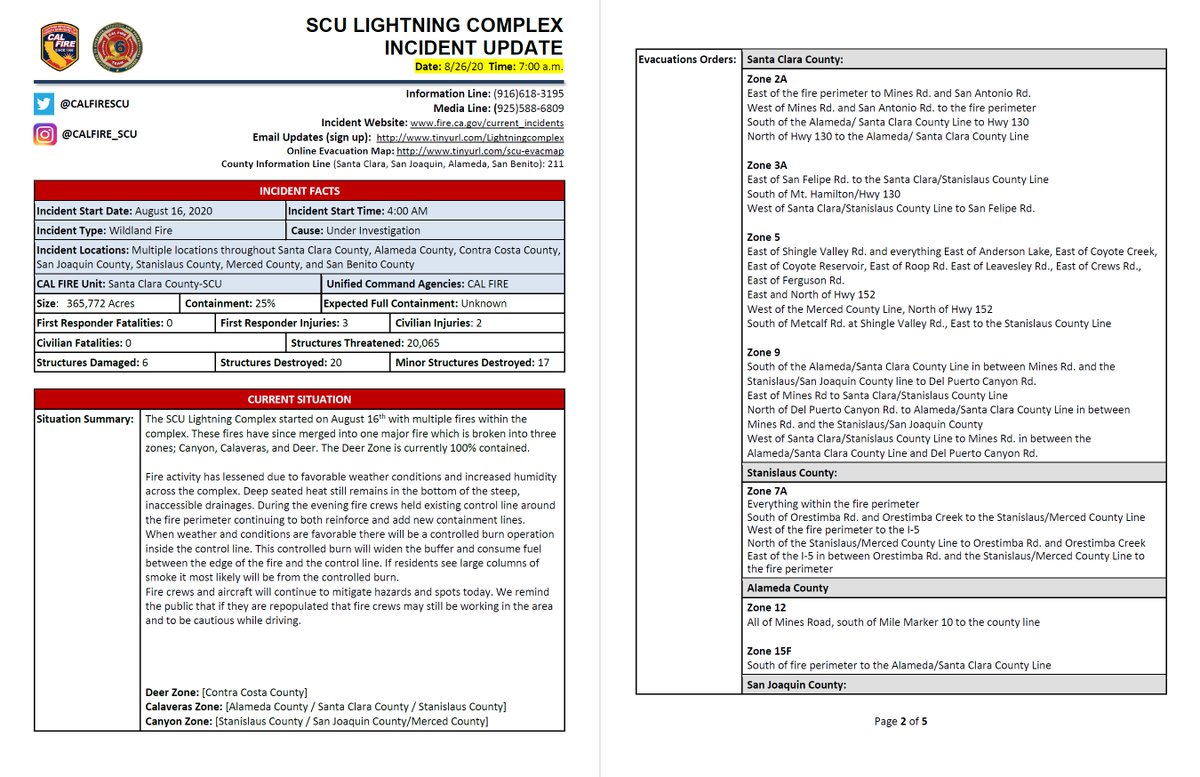 SCU LIGHTNING COMPLEX
INCIDENT UPDATE
Date: 8/26/20 Time: 7:00 a.m.
CAL FIRE
SINCE 1885
6
@CALFIRESCU
@CALFIRE_SCU
Information Line: (916)618-3195
Media Line: (925)588-6809
Incident Website: www.fire.ca.gov/current_incidents
Email Updates (sign up): http://www.tinyurl.com/Lightningcomplex
Online Evacuation Map: http://www.tinyurl.com/scu-evacmap
County Information Line (Santa Clara, San Joaquin, Alameda, San Benito): 211
INCIDENT FACTS
Incident Start Date: August 16, 2020 Incident Start Time: 4:00 AM
Incident Type: Wildland Fire Cause: Under Investigation
Incident Locations: Multiple locations throughout Santa Clara County, Alameda County, Contra Costa County,
San Joaquin County, Stanislaus County, Merced County, and San Benito County
CAL FIRE Unit: Santa Clara County-SCU Unified Command Agencies: CAL FIRE
Size: 365,772 Acres Containment: 25% Expected Full Containment: Unknown
First Responder Fatalities: 0 First Responder Injuries: 3 Civilian Injuries: 2
Civilian Fatalities: 0 Structures Threatened: 20,065
Structures Damaged: 6 Structures Destroyed: 20 Minor Structures Destroyed: 17
CURRENT SITUATION
Situation Summary: The SCU Lightning Complex started on August 16th with multiple fires within the
complex. These fires have since merged into one major fire which is broken into three
zones; Canyon, Calaveras, and Deer. The Deer Zone is currently 100% contained.
Fire activity has lessened due to favorable weather conditions and increased humidity
across the complex. Deep seated heat still remains in the bottom of the steep,
inaccessible drainages. During the evening fire crews held existing control line around
the fire perimeter continuing to both reinforce and add new containment lines.
When weather and conditions are favorable there will be a controlled burn operation
inside the control line. This controlled burn will widen the buffer and consume fuel
between the edge of the fire and the control line. If residents see large columns of
smoke it most likely will be from the controlled burn.
Fire crews and aircraft will continue to mitigate hazards and spots today. We remind
the public that if they are repopulated that fire crews may still be working in the area
and to be cautious while driving.
Deer Zone: [Contra Costa County]
Calaveras Zone: [Alameda County / Santa Clara County / Stanislaus County]
Canyon Zone: [Stanislaus County / San Joaquin County/Merced County]
Evacuations Orders: Santa Clara County:
Zone 2A
East of the fire perimeter to Mines Rd. and San Antonio Rd.
West of Mines Rd. and San Antonio Rd. to the fire perimeter
South of the Alameda/ Santa Clara County Line to Hwy 130
North of Hwy 130 to the Alameda/ Santa Clara County Line
Zone 3A
East of San Felipe Rd. to the Santa Clara/Stanislaus County Line
South of Mt. Hamilton/Hwy 130
West of Santa Clara/Stanislaus County Line to San Felipe Rd.
Zone 5
East of Shingle Valley Rd. and everything East of Anderson Lake, East of Coyote Creek,
East of Coyote Reservoir, East of Roop Rd. East of Leavesley Rd., East of Crews Rd.,
East of Ferguson Rd.
East and North of Hwy 152
West of the Merced County Line, North of Hwy 152
South of Metcalf Rd. at Shingle Valley Rd., East to the Stanislaus County Line
Zone 9
South of the Alameda/Santa Clara County Line in between Mines Rd. and the
Stanislaus/San Joaquin County line to Del Puerto Canyon Rd.
East of Mines Rd to Santa Clara/Stanislaus County Line
North of Del Puerto Canyon Rd. to Alameda/Santa Clara County Line in between
Mines Rd. and the Stanislaus/San Joaquin County
West of Santa Clara/Stanislaus County Line to Mines Rd. in between the
Alameda/Santa Clara County Line and Del Puerto Canyon Rd.
Stanislaus County:
Zone 7A
Everything within the fire perimeter
South of Orestimba Rd. and Orestimba Creek to the Stanislaus/Merced County Line
West of the fire perimeter to the I-5
North of the Stanislaus/Merced County Line to Orestimba Rd. and Orestimba Creek
East of the I-5 in between Orestimba Rd. and the Stanislaus/Merced County Line to
the fire perimeter
Alameda County
Zone 12
All of Mines Road, south of Mile Marker 10 to the county line
Zone 15F
South of fire perimeter to the Alameda/Santa Clara County Line
San Joaquin County:
Page 2 of 5